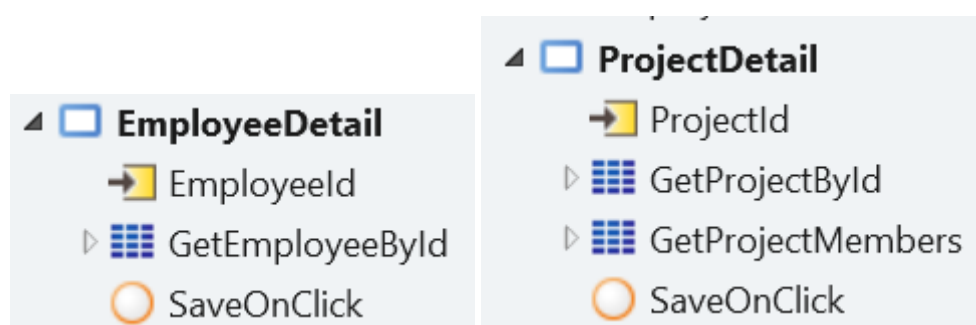 EmployeeDetail
EmployeeId
GetEmployeeById
SaveOnClick
ProjectDetail
ProjectId
GetProjectById
GetProjectMembers
SaveOnClick